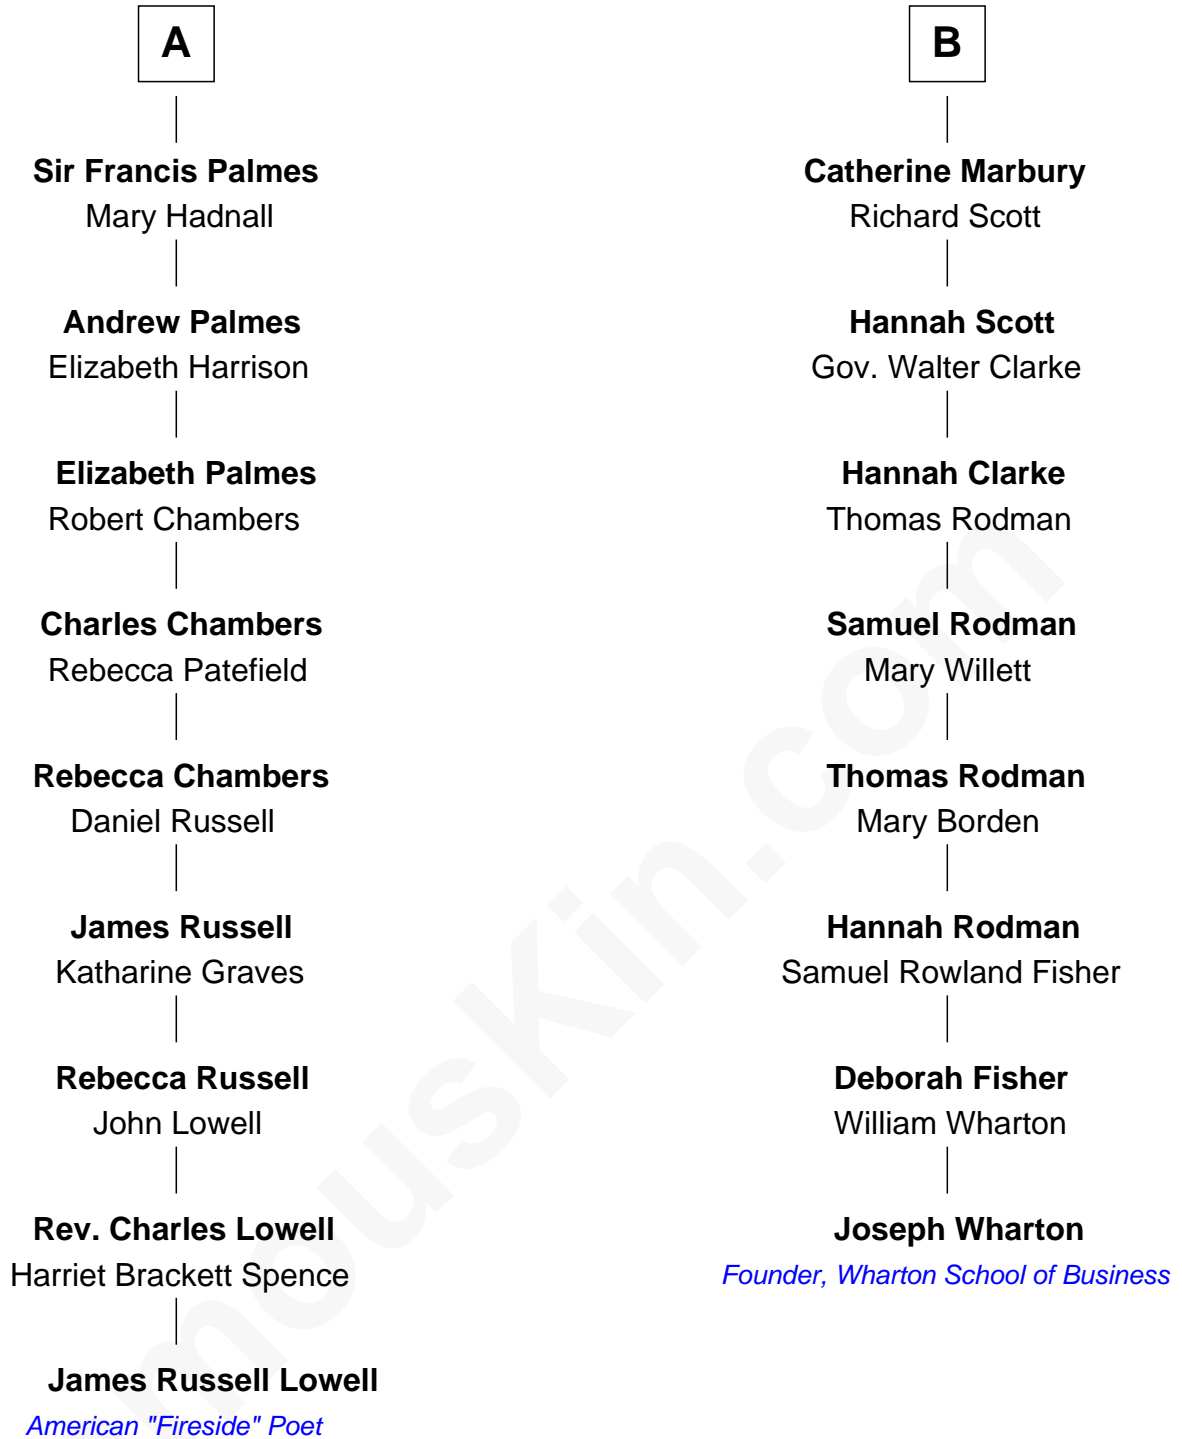 A
Sir Francis Palmes
Mary Hadnall
Andrew Palmes
Elizabeth Harrison
Elizabeth Palmes
Robert Chambers
Charles Chambers
Rebecca Patefield
Rebecca Chambers
Daniel Russell
James Russell
Katharine Graves
Rebecca Russell
John Lowell
Rev. Charles Lowell
Harriet Brackett Spence
James Russell Lowell
American "Fireside" Poet
B
Catherine Marbury
Richard Scott
Hannah Scott
Gov. Walter Clarke
Hannah Clarke
Thomas Rodman
Samuel Rodman
Mary Willett
Thomas Rodman
Mary Borden
Hannah Rodman
Samuel Rowland Fisher
Deborah Fisher
William Wharton
Joseph Wharton
Founder, Wharton School of Business
mousKin.com